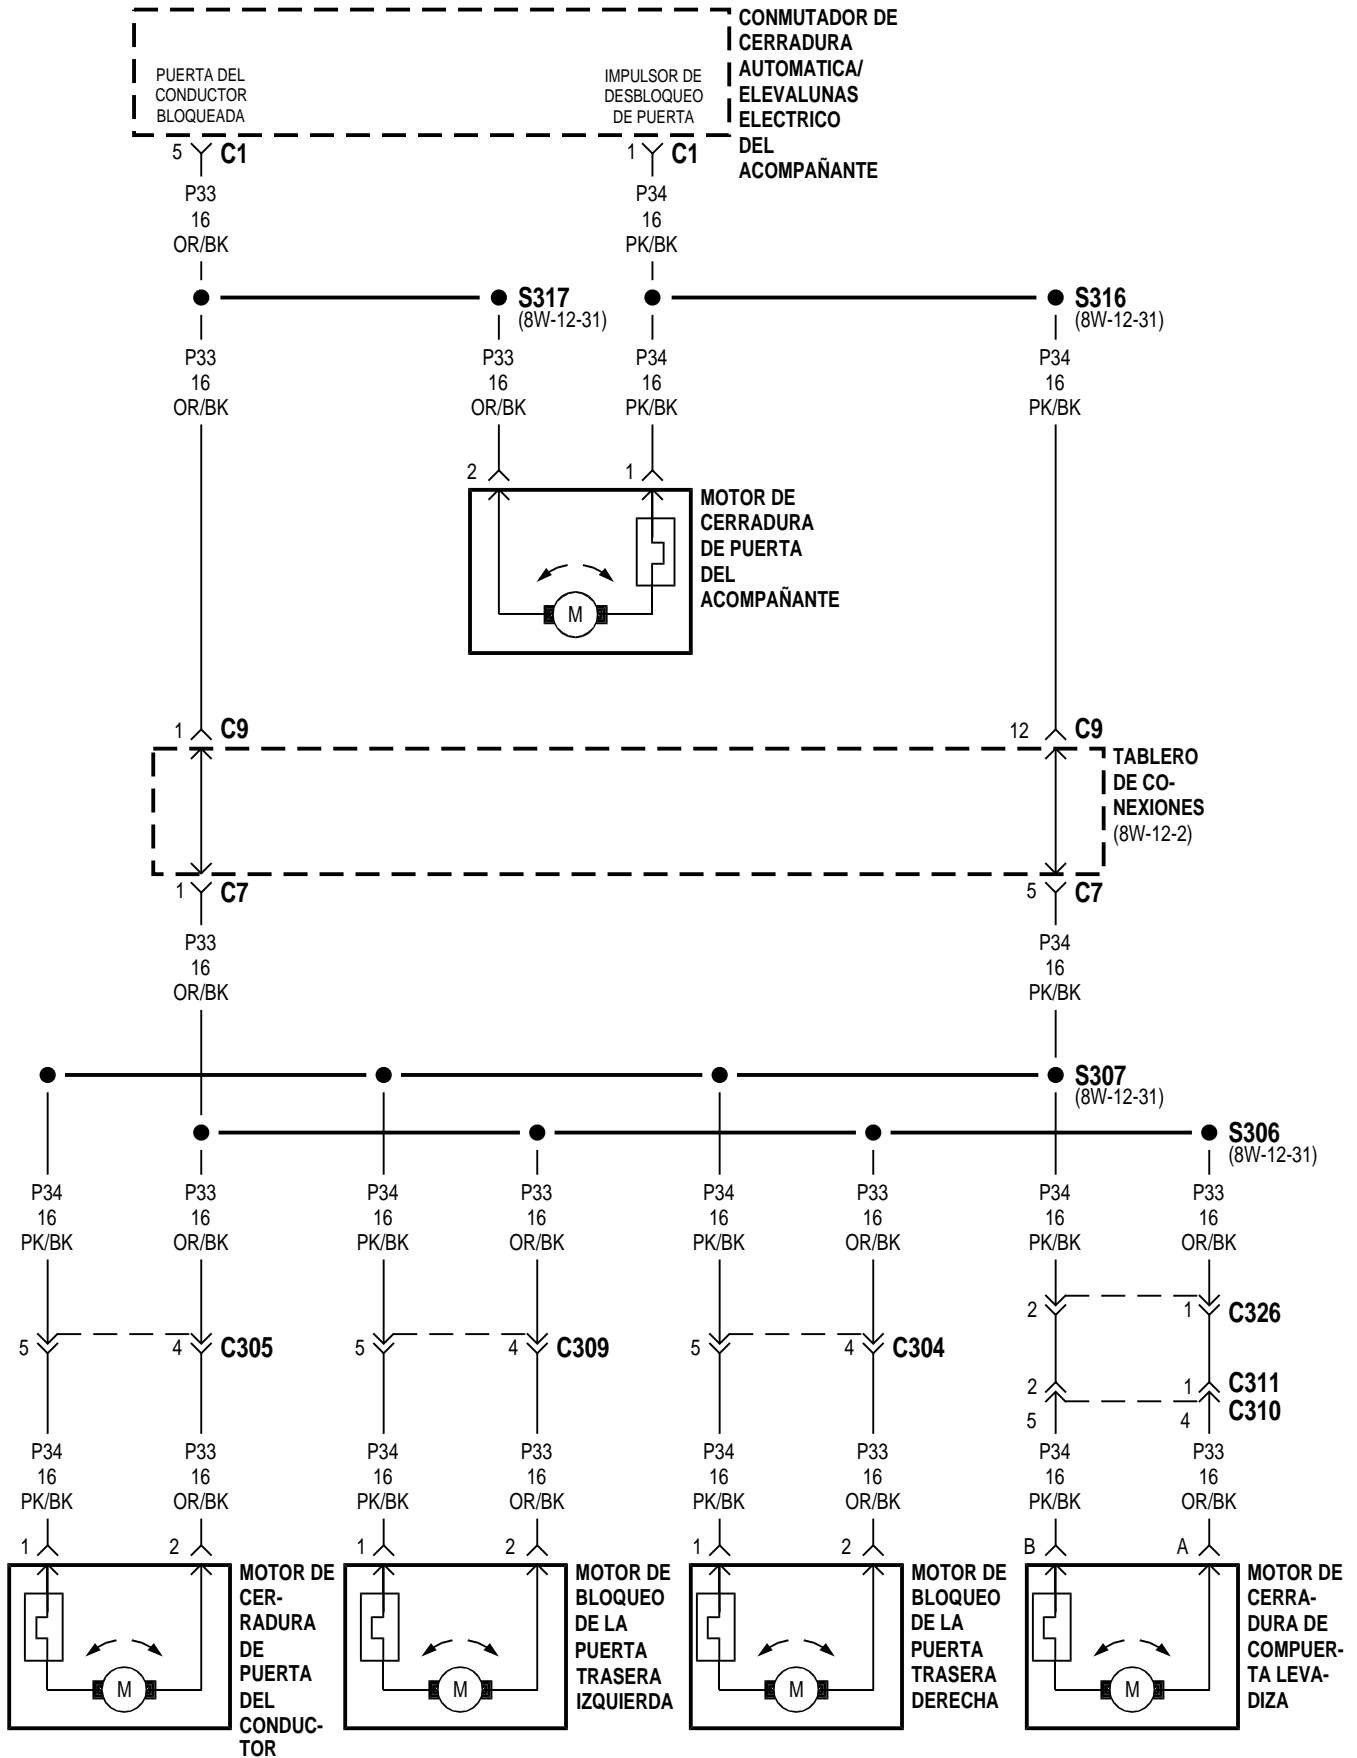 CONMUTADOR DE
CERRADURA
AUTOMATICA/
ELEVALUNAS
ELECTRICO
DEL
ACOMPAÑANTE
PUERTA DEL
CONDUCTOR
BLOQUEADA
IMPULSOR DE
DESBLOQUEO
DE PUERTA
5 C1
1 C1
P33
16
OR/BK
P34
16
PK/BK
S317
(8W-12-31)
S316
(8W-12-31)
P33
16
OR/BK
P33
16
OR/BK
P34
16
PK/BK
P34
16
PK/BK
2
1
MOTOR DE
CERRADURA
DE PUERTA
DEL
ACOMPAÑANTE
M
1 C9
12 C9
TABLERO
DE CO-
NEXIONES
(8W-12-2)
1 C7
5 C7
P33
16
OR/BK
P34
16
PK/BK
S307
(8W-12-31)
S306
(8W-12-31)
P34
16
PK/BK
P33
16
OR/BK
P34
16
PK/BK
P33
16
OR/BK
P34
16
PK/BK
P33
16
OR/BK
P34
16
PK/BK
P33
16
OR/BK
5 4 C305
5 4 C309
5 4 C304
2 1 C326
2 1 C311
5 4 C310
P34
16
PK/BK
P33
16
OR/BK
P34
16
PK/BK
P33
16
OR/BK
P34
16
PK/BK
P33
16
OR/BK
P34
16
PK/BK
P33
16
OR/BK
1 2
M
MOTOR DE
CER-
RADURA
DE
PUERTA
DEL
CONDUC-
TOR
1 2
M
MOTOR DE
BLOQUEO
DE LA
PUERTA
TRASERA
IZQUIERDA
1 2
M
MOTOR DE
BLOQUEO
DE LA
PUERTA
TRASERA
DERECHA
B A
M
MOTOR DE
CERRA-
DURA DE
COMPUER-
TA LEVA-
DIZA